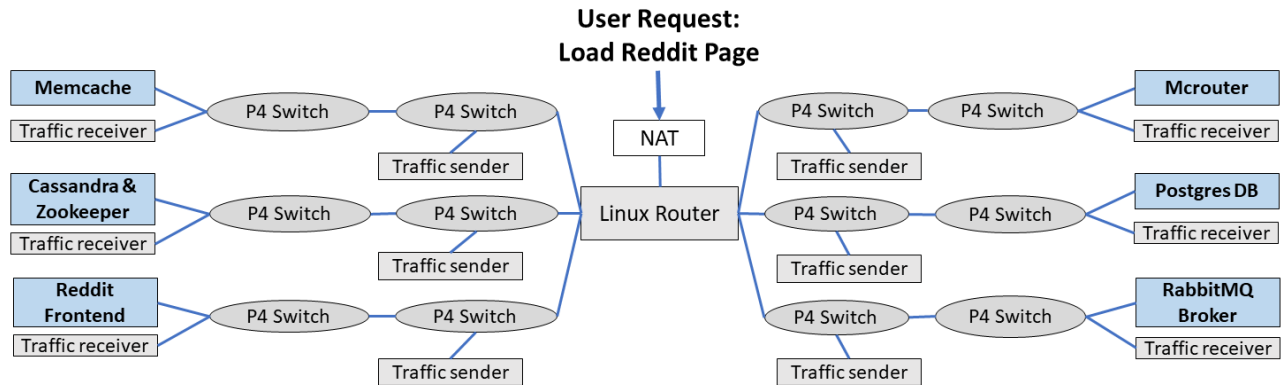 User Request:
Load Reddit Page
Memcache
P4 Switch
P4 Switch
Traffic receiver
Traffic sender
NAT
P4 Switch
P4 Switch
Mcrouter
Traffic sender
Traffic receiver
Cassandra &
Zookeeper
P4 Switch
P4 Switch
Traffic receiver
Traffic sender
Linux Router
P4 Switch
P4 Switch
Postgres DB
Traffic sender
Traffic receiver
Reddit
Frontend
P4 Switch
P4 Switch
Traffic receiver
Traffic sender
P4 Switch
P4 Switch
RabbitMQ
Broker
Traffic sender
Traffic receiver